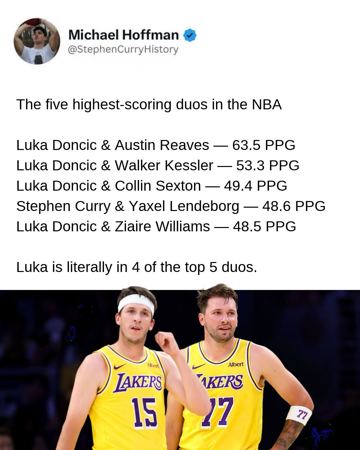 Michael Hoffman
@StephenCurryHistory
The five highest-scoring duos in the NBA
Luka Doncic & Austin Reaves — 63.5 PPG
Luka Doncic & Walker Kessler — 53.3 PPG
Luka Doncic & Collin Sexton — 49.4 PPG
Stephen Curry & Yaxel Lendeborg — 48.6 PPG
Luka Doncic & Ziaire Williams — 48.5 PPG
Luka is literally in 4 of the top 5 duos.
LAKERS
15
LAKERS
77
77